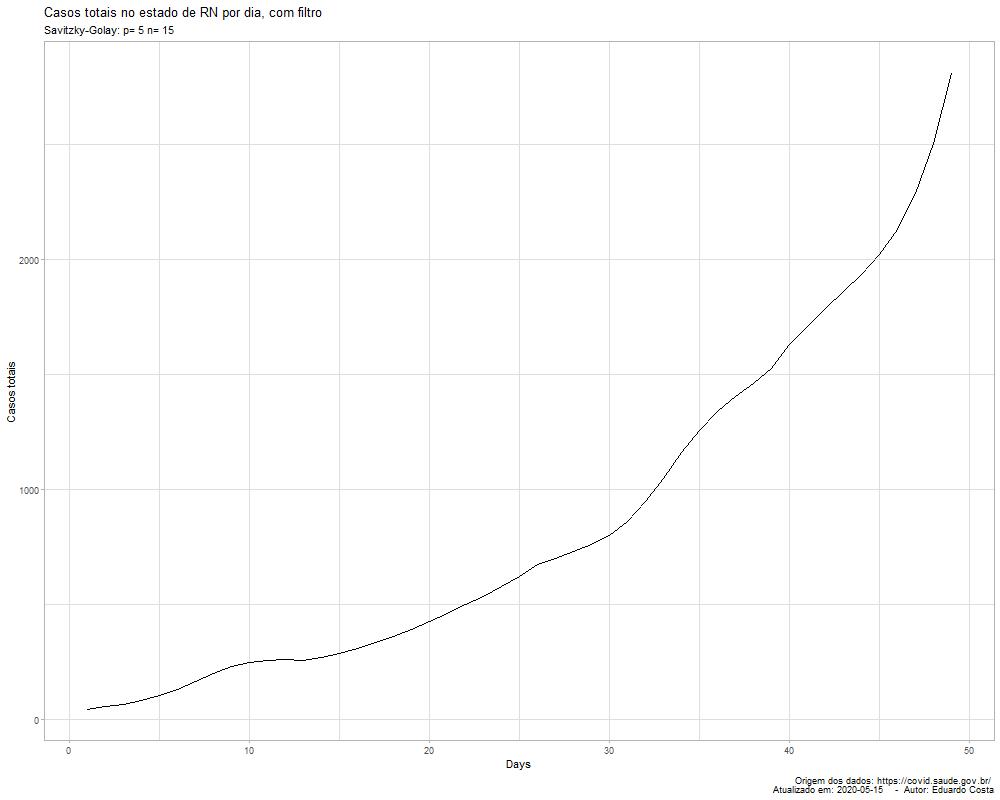 Casos totais no estado de RN por dia, com filtro
Savitzky-Golay: p= 5 n= 15
2000
1000
0
Casos totais
0 10 20 30 40 50
Days
Origem dos dados: https://covid.saude.gov.br/
Atualizado em: 2020-05-15 - Autor: Eduardo Costa